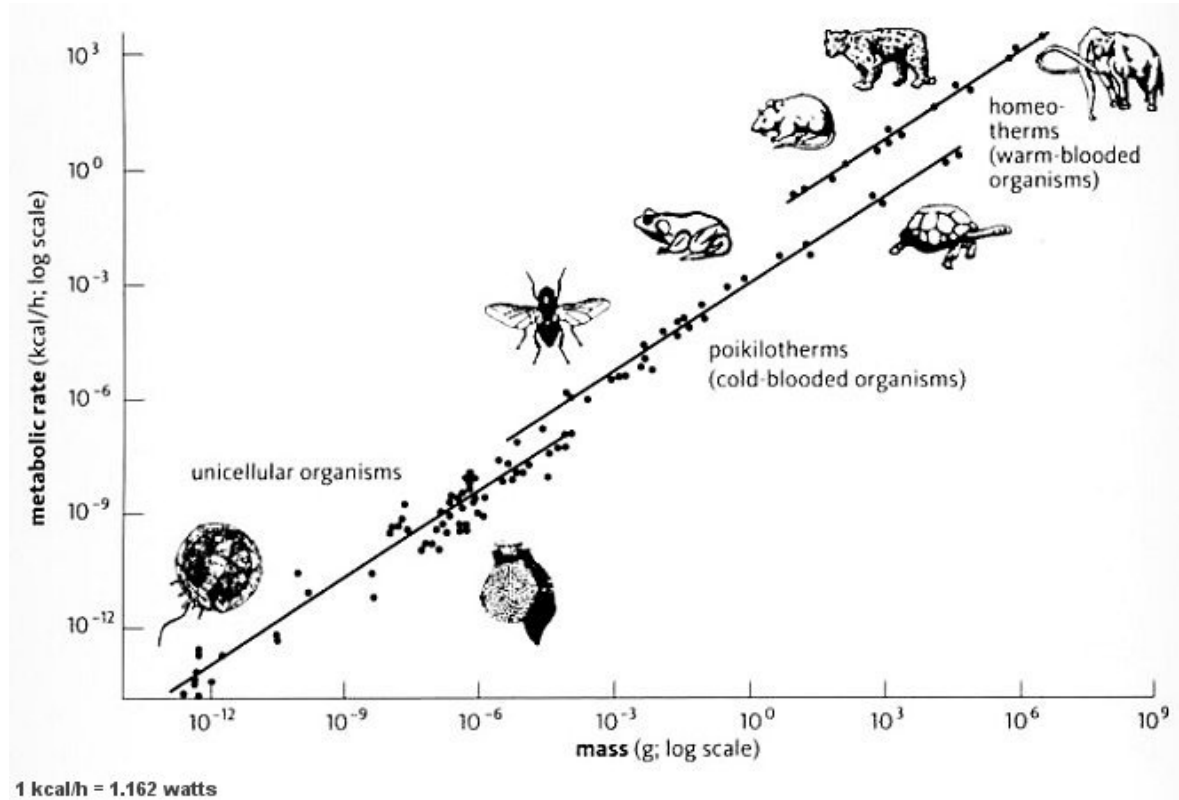 10³
10⁰
10⁻³
10⁻⁶
10⁻⁹
10⁻¹²
metabolic rate (kcal/h; log scale)
homeo-
therms
(warm-blooded
organisms)
poikilotherms
(cold-blooded organisms)
unicellular organisms
10⁻¹² 10⁻⁹ 10⁻⁶ 10⁻³ 10⁰ 10³ 10⁶ 10⁹
mass (g; log scale)
1 kcal/h = 1.162 watts